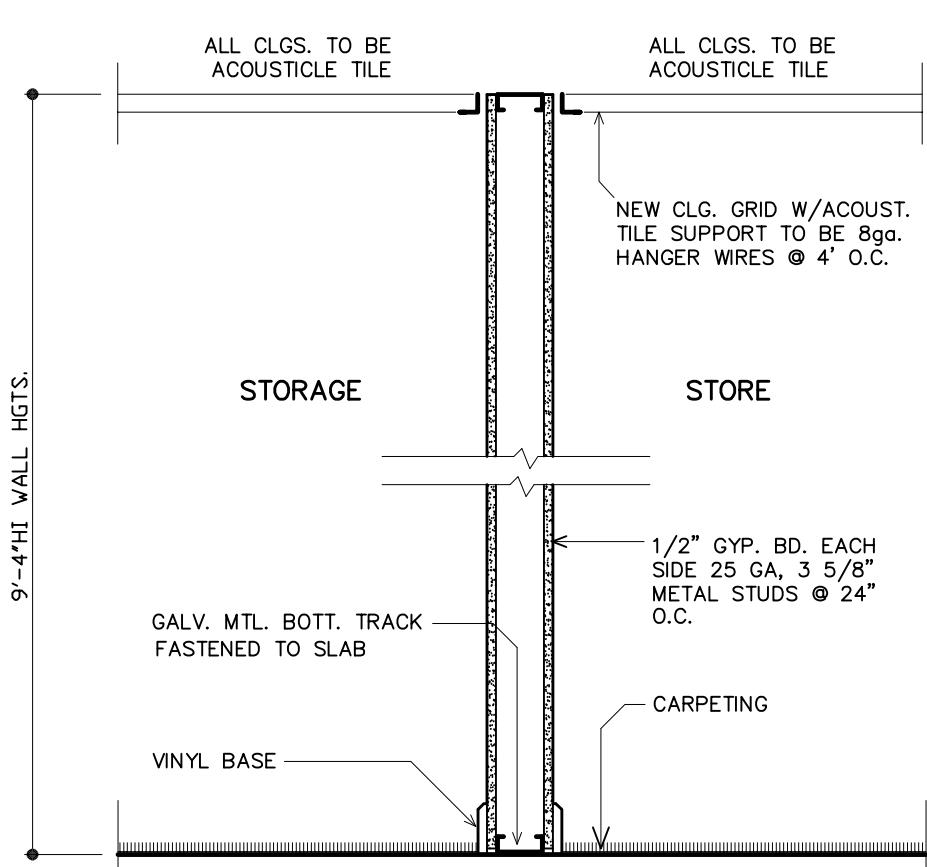 ALL CLGS. TO BE
ACOUSTICLE TILE
ALL CLGS. TO BE
ACOUSTICLE TILE
NEW CLG. GRID W/ACOUST.
TILE SUPPORT TO BE 8ga.
HANGER WIRES @ 4' O.C.
9'-4"HI WALL HGTS.
STORAGE
STORE
1/2" GYP. BD. EACH
SIDE 25 GA, 3 5/8"
METAL STUDS @ 24"
O.C.
GALV. MTL. BOTT. TRACK
FASTENED TO SLAB
CARPETING
VINYL BASE